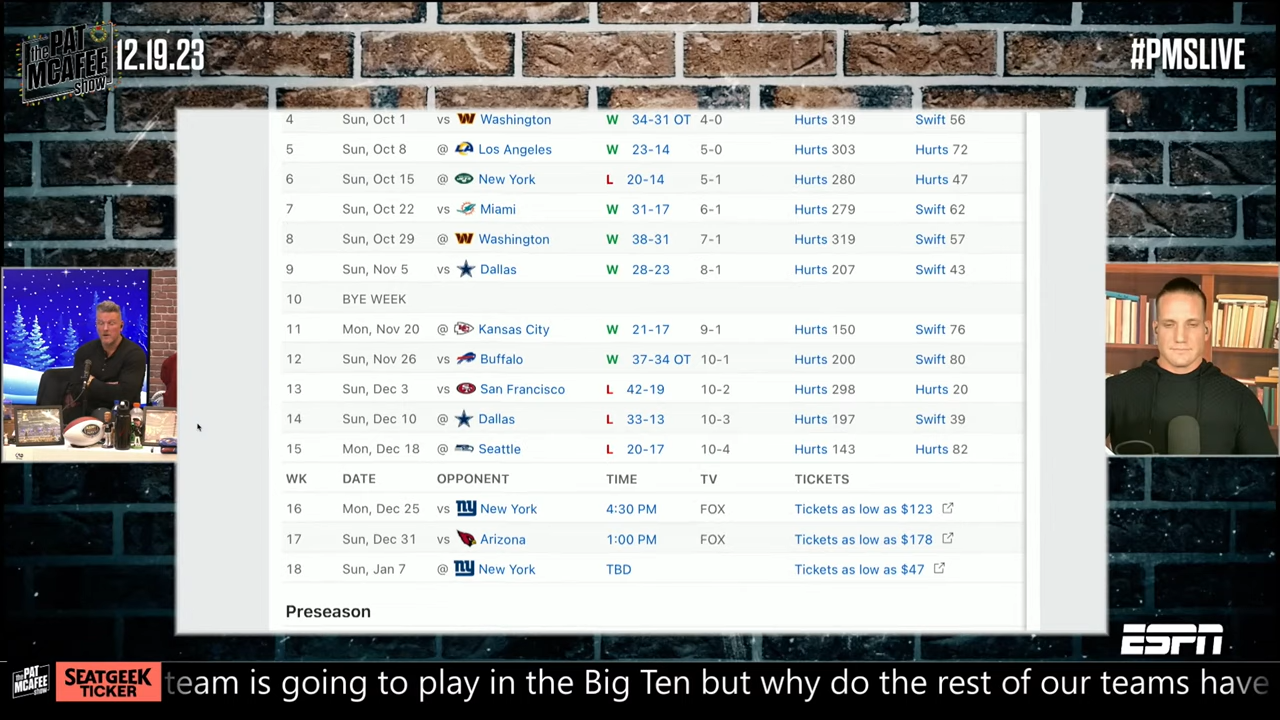 the PAT MCAFEE Show 12.19.23
#PMSLIVE
4 Sun, Oct 1 vs Washington W 34-31 OT 4-0 Hurts 319 Swift 56
5 Sun, Oct 8 @ Los Angeles W 23-14 5-0 Hurts 303 Hurts 72
6 Sun, Oct 15 @ New York L 20-14 5-1 Hurts 280 Hurts 47
7 Sun, Oct 22 vs Miami W 31-17 6-1 Hurts 279 Swift 62
8 Sun, Oct 29 @ Washington W 38-31 7-1 Hurts 319 Swift 57
9 Sun, Nov 5 vs Dallas W 28-23 8-1 Hurts 207 Swift 43
10 BYE WEEK
11 Mon, Nov 20 @ Kansas City W 21-17 9-1 Hurts 150 Swift 76
12 Sun, Nov 26 vs Buffalo W 37-34 OT 10-1 Hurts 200 Swift 80
13 Sun, Dec 3 vs San Francisco L 42-19 10-2 Hurts 298 Hurts 20
14 Sun, Dec 10 @ Dallas L 33-13 10-3 Hurts 197 Swift 39
15 Mon, Dec 18 @ Seattle L 20-17 10-4 Hurts 143 Hurts 82
WK DATE OPPONENT TIME TV TICKETS
16 Mon, Dec 25 vs ny New York 4:30 PM FOX Tickets as low as $123
17 Sun, Dec 31 vs Arizona 1:00 PM FOX Tickets as low as $178
18 Sun, Jan 7 @ ny New York TBD Tickets as low as $47
Preseason
ESPN
the PAT MCAFEE Show SEATGEEK TICKER team is going to play in the Big Ten but why do the rest of our teams have